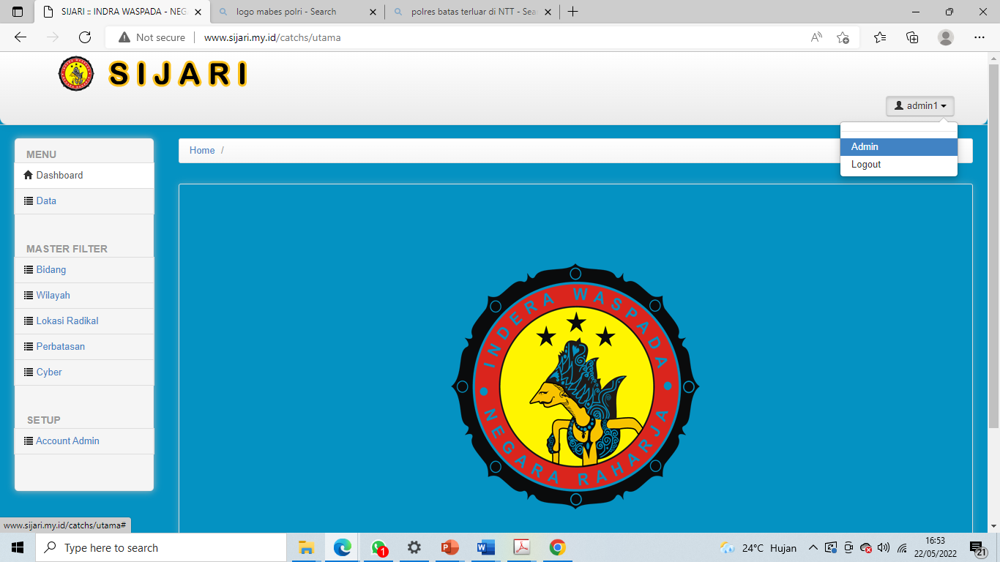 SIJARI :: INDRA WASPADA - NEG
logo mabes polri - Search
polres batas terluar di NTT - Sea
Not secure
www.sijari.my.id/catchs/utama
SIJARI
admin1
Admin
Logout
MENU
Dashboard
Data
MASTER FILTER
Bidang
Wilayah
Lokasi Radikal
Perbatasan
Cyber
SETUP
Account Admin
Home /
INDERA WASPADA
NEGARA RAHARJA
www.sijari.my.id/catchs/utama#
Type here to search
1
24°C Hujan
16:53
22/05/2022
21